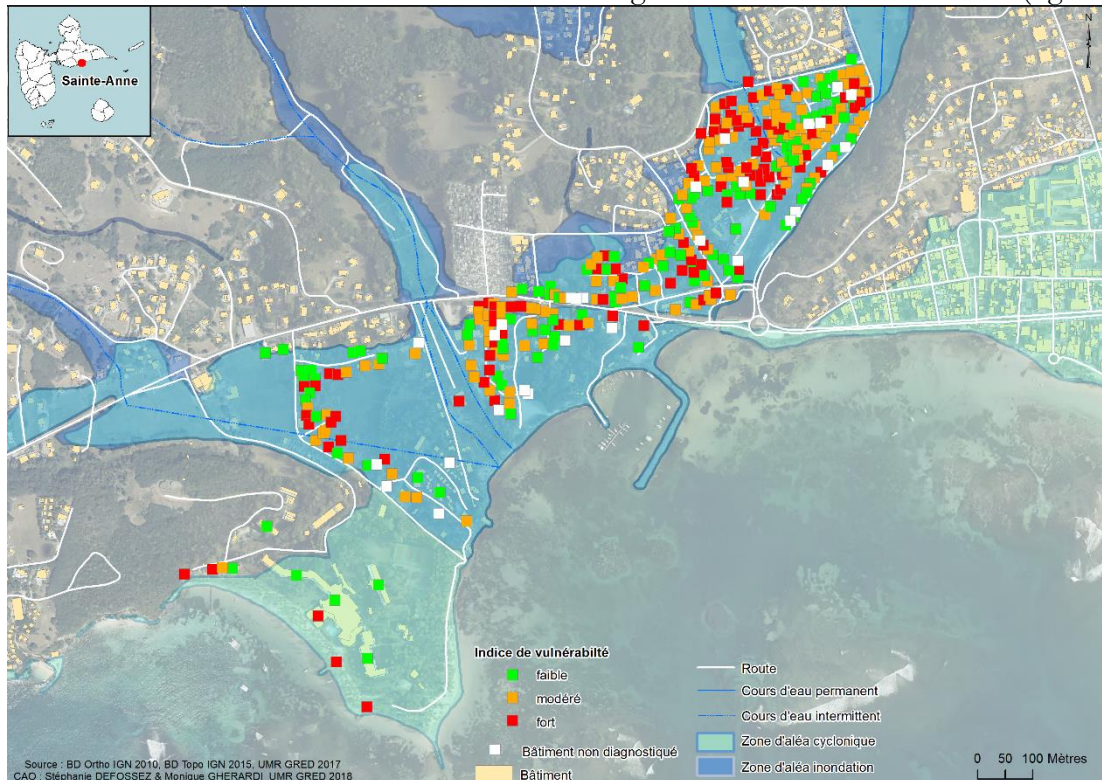 Sainte-Anne
N
Indice de vulnérabilté
faible
modéré
fort
Bâtiment non diagnostiqué
Bâtiment
Route
Cours d'eau permanent
Cours d'eau intermittent
Zone d'aléa cyclonique
Zone d'aléa inondation
0 50 100 Mètres
Source : BD Ortho IGN 2010, BD Topo IGN 2015, UMR GRED 2017
CAO : Stéphanie DEFOSSEZ & Monique GHERARDI UMR GRED 2018